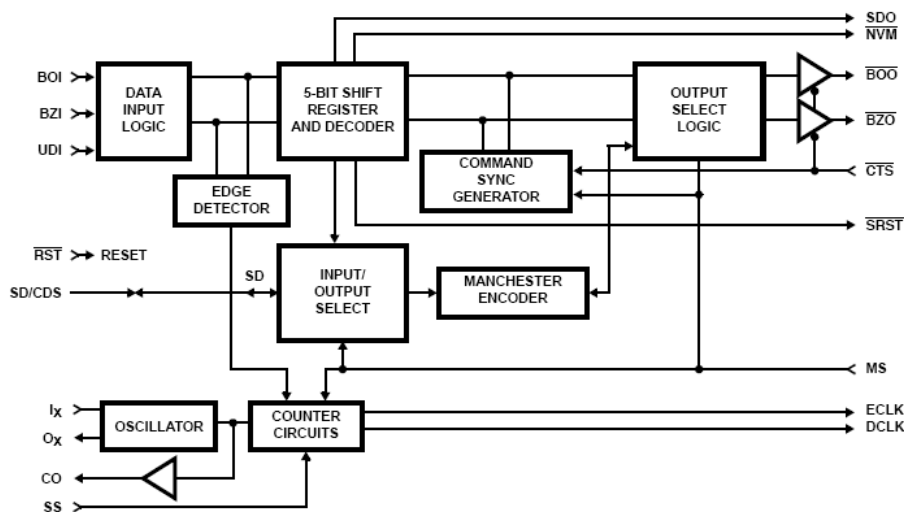 SDO
NVM
BOI
BZI
UDI
DATA
INPUT
LOGIC
5-BIT SHIFT
REGISTER
AND DECODER
OUTPUT
SELECT
LOGIC
BOO
BZO
EDGE
DETECTOR
COMMAND
SYNC
GENERATOR
CTS
SRST
RST
RESET
SD/CDS
SD
INPUT/
OUTPUT
SELECT
MANCHESTER
ENCODER
MS
IX
OX
OSCILLATOR
COUNTER
CIRCUITS
ECLK
DCLK
CO
SS